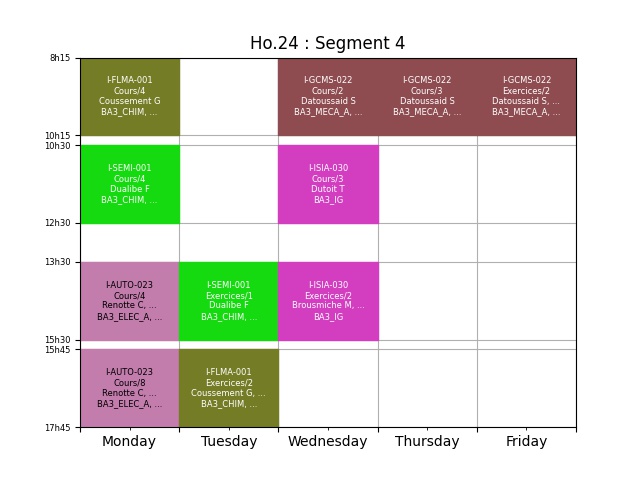 Ho.24 : Segment 4
8h15
I-FLMA-001
Cours/4
Coussement G
BA3_CHIM, ...
I-GCMS-022
Cours/2
Datoussaid S
BA3_MECA_A, ...
I-GCMS-022
Cours/3
Datoussaid S
BA3_MECA_A, ...
I-GCMS-022
Exercices/2
Datoussaid S, ...
BA3_MECA_A, ...
10h15
10h30
I-SEMI-001
Cours/4
Dualibe F
BA3_CHIM, ...
I-ISIA-030
Cours/3
Dutoit T
BA3_IG
12h30
13h30
I-AUTO-023
Cours/4
Renotte C, ...
BA3_ELEC_A, ...
I-SEMI-001
Exercices/1
Dualibe F
BA3_CHIM, ...
I-ISIA-030
Exercices/2
Brousmiche M, ...
BA3_IG
15h30
15h45
I-AUTO-023
Cours/8
Renotte C, ...
BA3_ELEC_A, ...
I-FLMA-001
Exercices/2
Coussement G, ...
BA3_CHIM, ...
17h45
Monday
Tuesday
Wednesday
Thursday
Friday